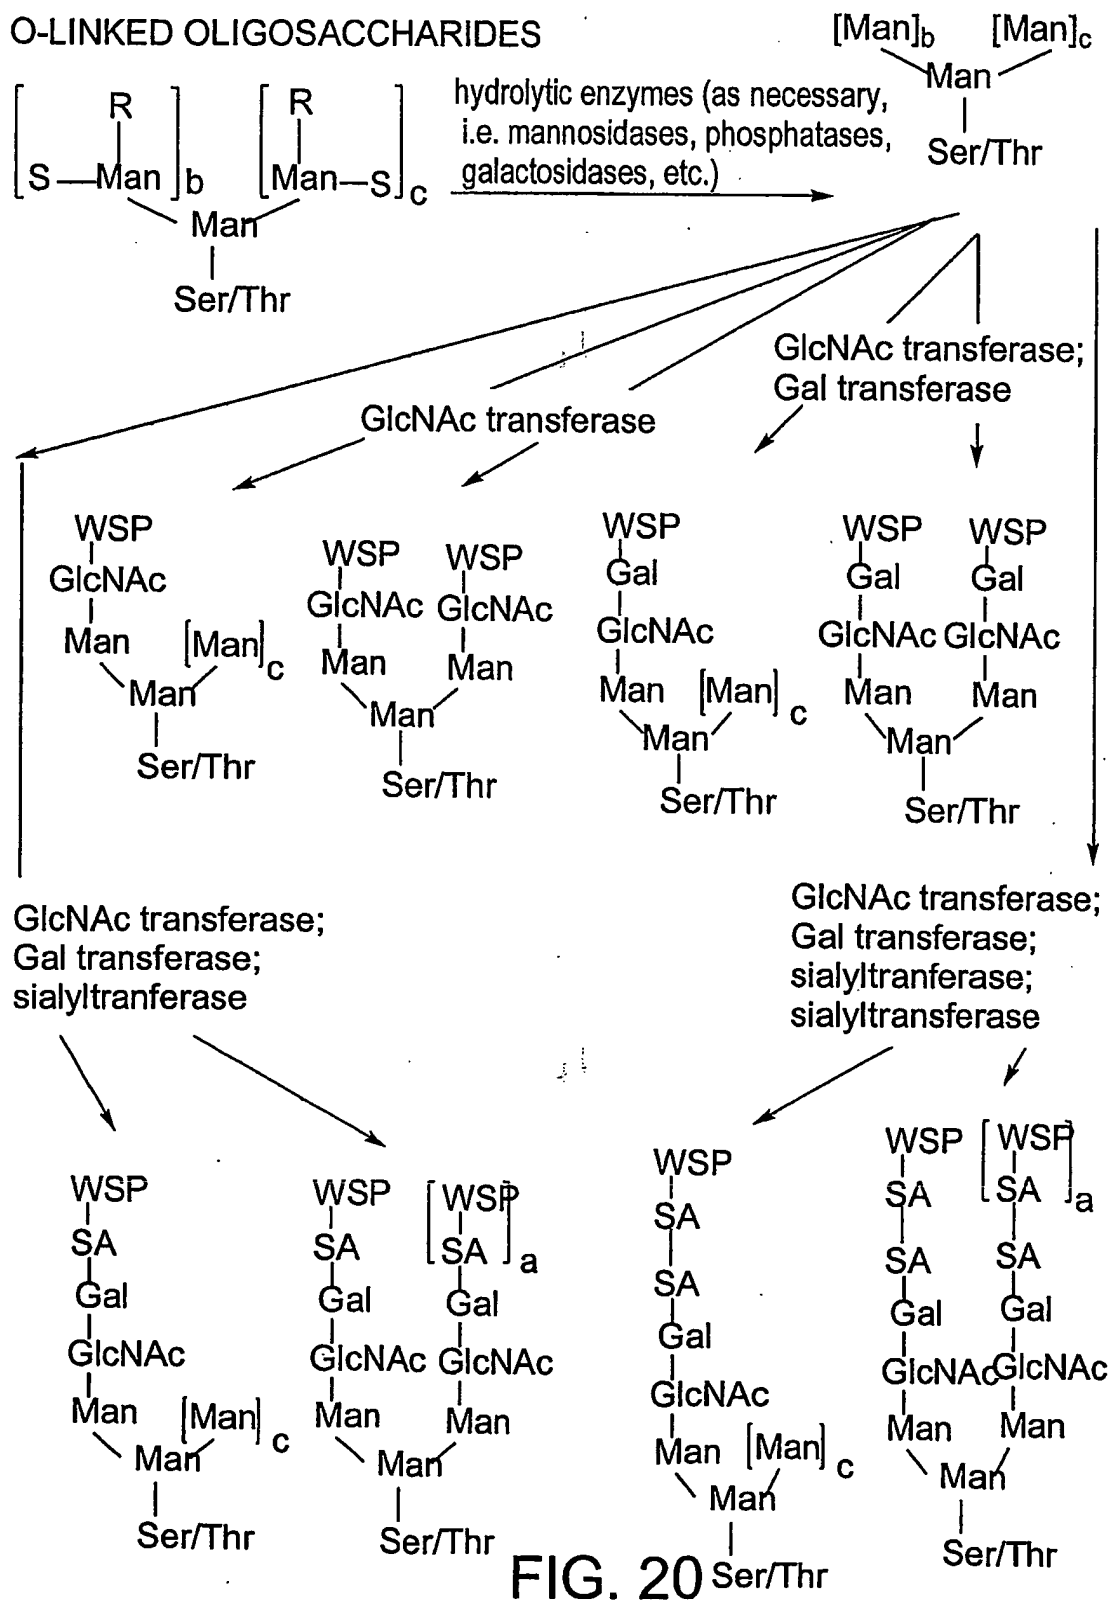 O-LINKED OLIGOSACCHARIDES
[Man]b [Man]c
Man
Ser/Thr
R R
[S—Man]b [Man—S]c
Man
Ser/Thr
hydrolytic enzymes (as necessary,
i.e. mannosidases, phosphatases,
galactosidases, etc.)
GlcNAc transferase;
Gal transferase
GlcNAc transferase
WSP
GlcNAc
Man [Man]c
Man
Ser/Thr
WSP WSP
GlcNAc GlcNAc
Man Man
Man
Ser/Thr
WSP
Gal
GlcNAc
Man [Man]c
Man
Ser/Thr
WSP WSP
Gal Gal
GlcNAc GlcNAc
Man Man
Man
Ser/Thr
GlcNAc transferase;
Gal transferase;
sialyltranferase
GlcNAc transferase;
Gal transferase;
sialyltranferase;
sialyltransferase
WSP
SA
Gal
GlcNAc
Man [Man]c
Man
Ser/Thr
WSP [WSP
SA SA]a
Gal Gal
GlcNAc GlcNAc
Man Man
Man
Ser/Thr
WSP
SA
SA
Gal
GlcNAc
Man [Man]c
Man
Ser/Thr
WSP [WSP
SA SA]a
SA SA
Gal Gal
GlcNAc GlcNAc
Man Man
Man
Ser/Thr
FIG. 20